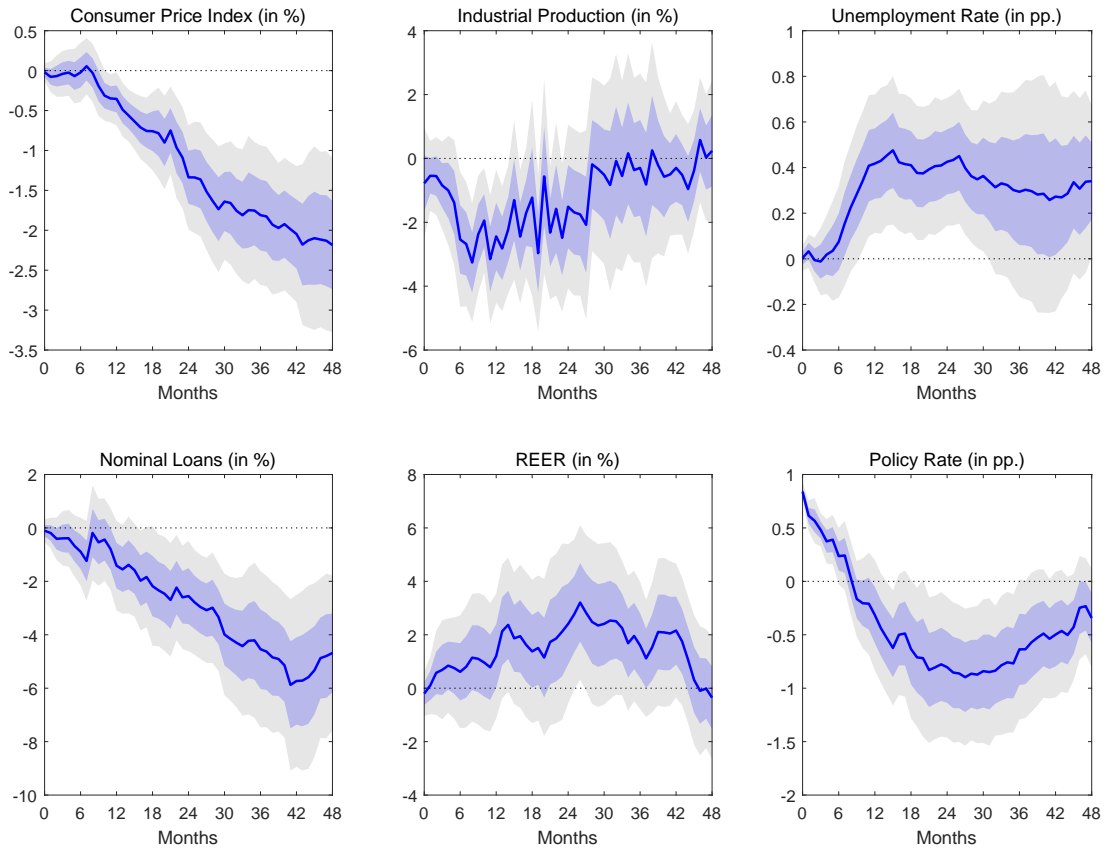 Consumer Price Index (in %)
0.5
0
-0.5
-1
-1.5
-2
-2.5
-3
-3.5
0 6 12 18 24 30 36 42 48
Months
Industrial Production (in %)
4
2
0
-2
-4
-6
0 6 12 18 24 30 36 42 48
Months
Unemployment Rate (in pp.)
1
0.8
0.6
0.4
0.2
0
-0.2
-0.4
0 6 12 18 24 30 36 42 48
Months
Nominal Loans (in %)
2
0
-2
-4
-6
-8
-10
0 6 12 18 24 30 36 42 48
Months
REER (in %)
8
6
4
2
0
-2
-4
0 6 12 18 24 30 36 42 48
Months
Policy Rate (in pp.)
1
0.5
0
-0.5
-1
-1.5
-2
0 6 12 18 24 30 36 42 48
Months